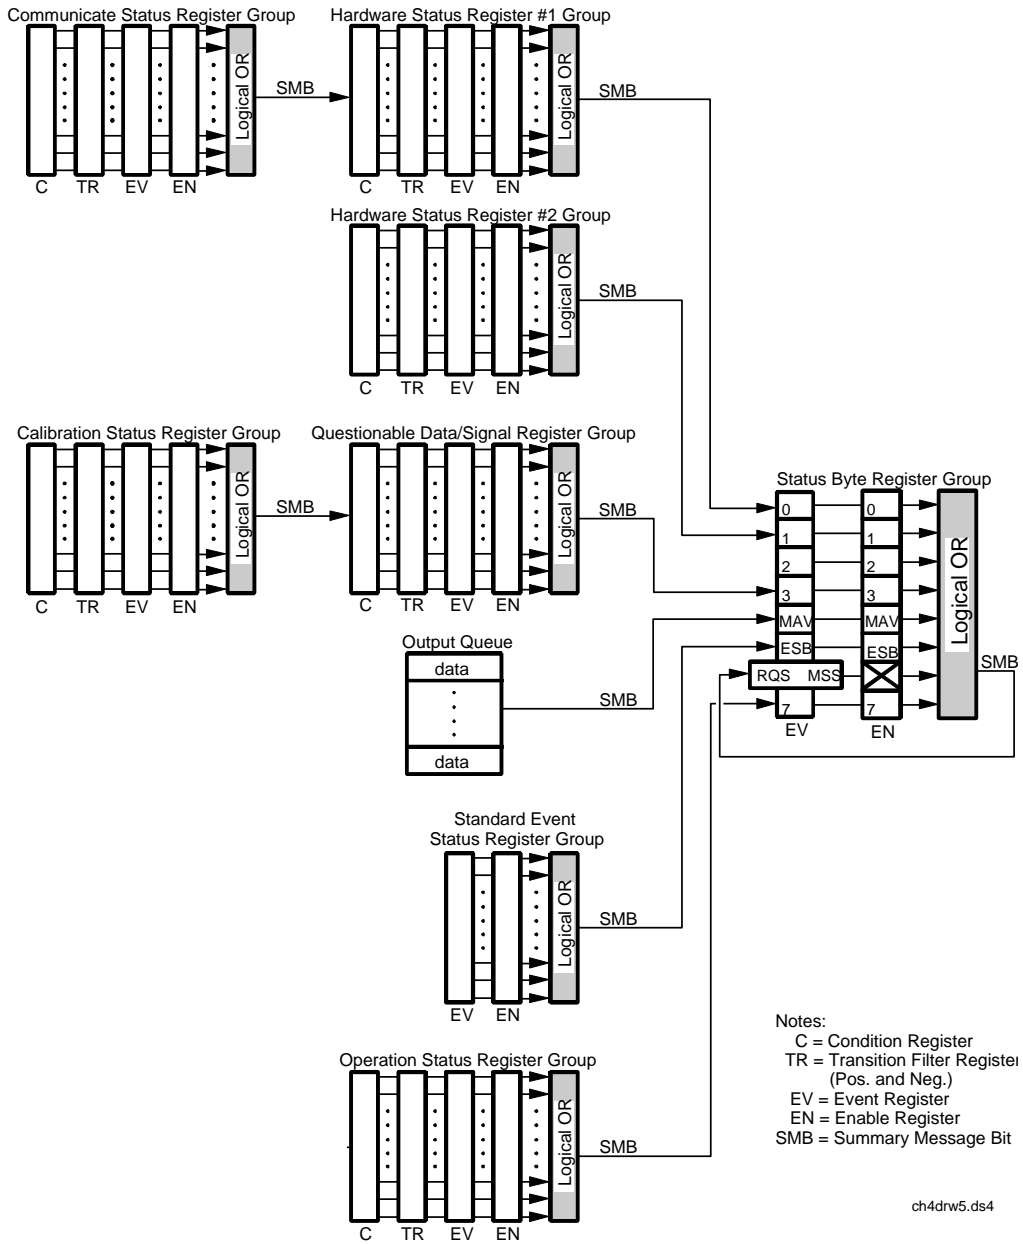 Communicate Status Register Group
Hardware Status Register #1 Group
Logical OR
SMB
Logical OR
SMB
C TR EV EN
C TR EV EN
Hardware Status Register #2 Group
Logical OR
SMB
C TR EV EN
Calibration Status Register Group
Questionable Data/Signal Register Group
Logical OR
SMB
Logical OR
SMB
C TR EV EN
C TR EV EN
Status Byte Register Group
0 0
1 1
2 2
3 3
MAV MAV
ESB ESB
RQS MSS
7 7
EV EN
Logical OR
SMB
Output Queue
data
data
SMB
Standard Event
Status Register Group
Logical OR
SMB
EV EN
Operation Status Register Group
Logical OR
SMB
C TR EV EN
Notes:
C = Condition Register
TR = Transition Filter Register
(Pos. and Neg.)
EV = Event Register
EN = Enable Register
SMB = Summary Message Bit
ch4drw5.ds4